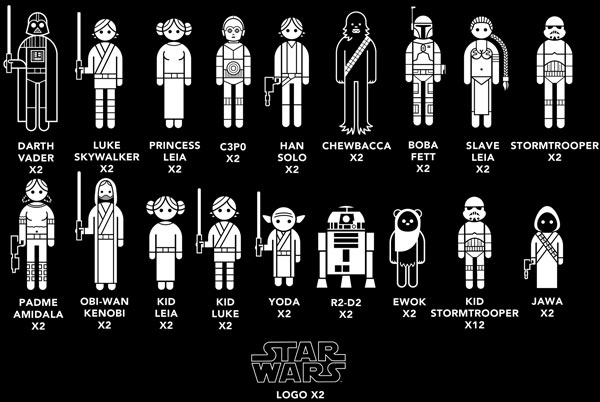 DARTH
VADER
X2
LUKE
SKYWALKER
X2
PRINCESS
LEIA
X2
C3P0
X2
HAN
SOLO
X2
CHEWBACCA
X2
BOBA
FETT
X2
SLAVE
LEIA
X2
STORMTROOPER
X2
PADME
AMIDALA
X2
OBI-WAN
KENOBI
X2
KID
LEIA
X2
KID
LUKE
X2
YODA
X2
R2-D2
X2
EWOK
X2
KID
STORMTROOPER
X12
JAWA
X2
STAR
WARS
LOGO X2